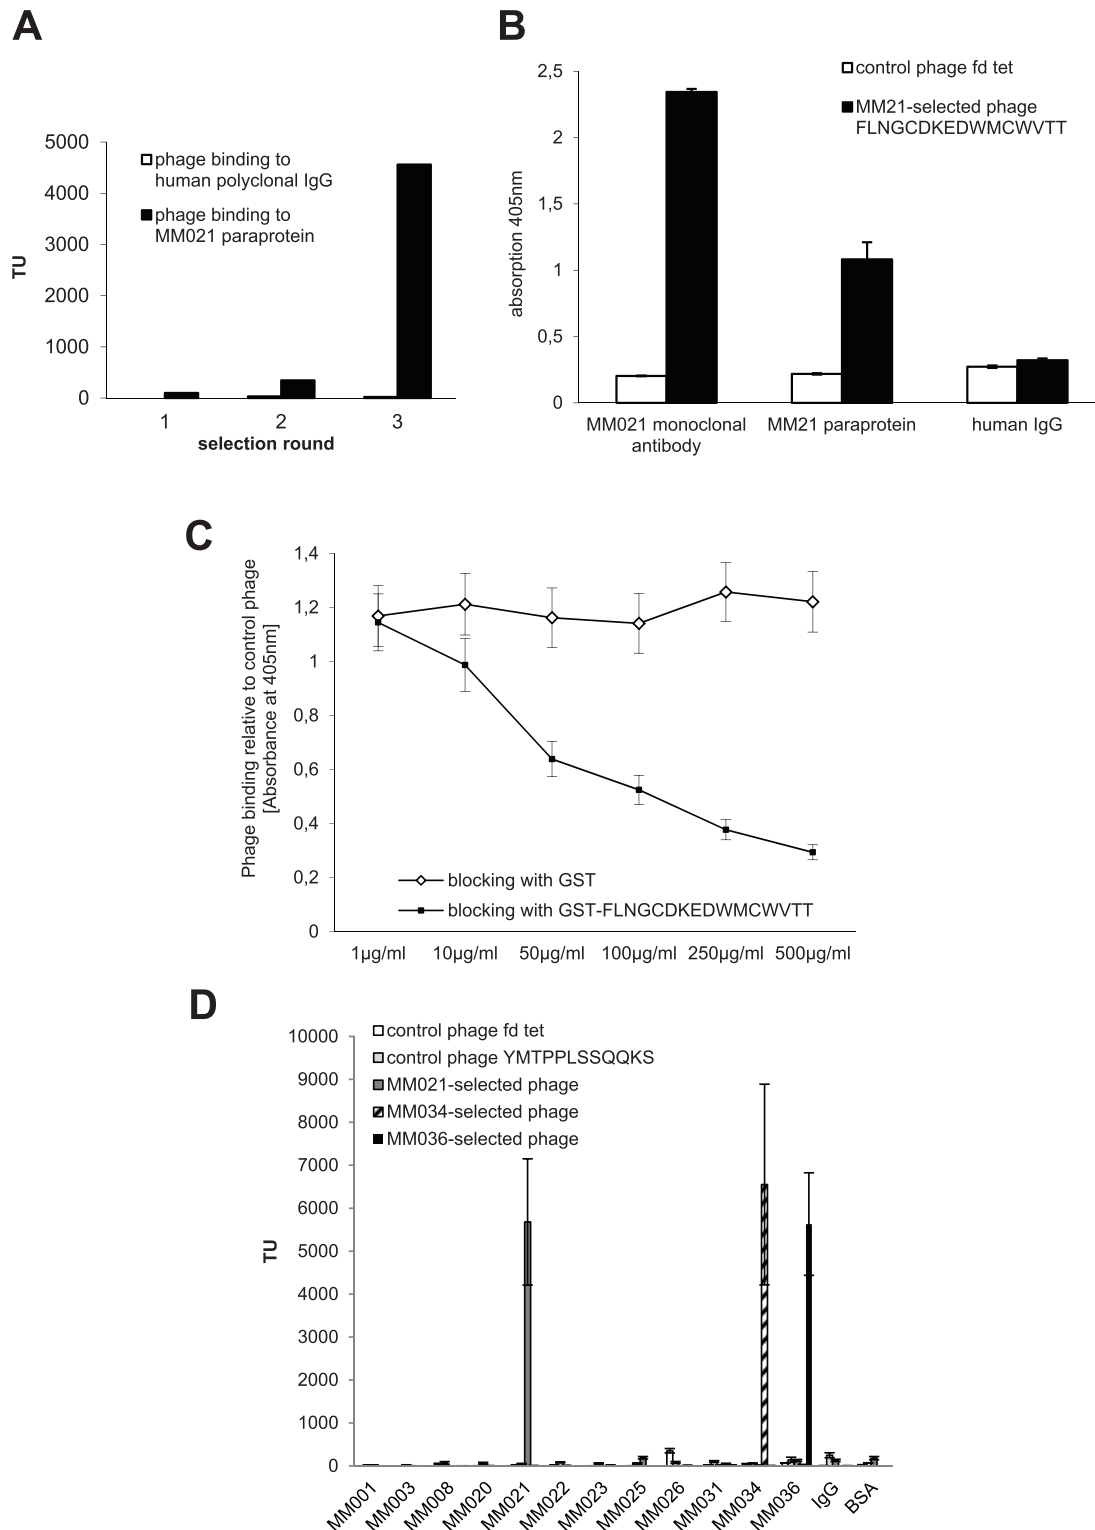 A
5000
4000
3000
2000
1000
0
TU
phage binding to
human polyclonal IgG
phage binding to
MM021 paraprotein
1 2 3
selection round
B
2,5
2
1,5
1
0,5
0
absorption 405nm
control phage fd tet
MM21-selected phage
FLNGCDKEDWMCWVTT
MM021 monoclonal
antibody
MM21 paraprotein
human IgG
C
1,4
1,2
1
0,8
0,6
0,4
0,2
0
Phage binding relative to control phage
[Absorbance at 405nm]
blocking with GST
blocking with GST-FLNGCDKEDWMCWVTT
1µg/ml 10µg/ml 50µg/ml 100µg/ml 250µg/ml 500µg/ml
D
10000
9000
8000
7000
6000
5000
4000
3000
2000
1000
0
TU
control phage fd tet
control phage YMTPPLSSQQKS
MM021-selected phage
MM034-selected phage
MM036-selected phage
MM001 MM003 MM008 MM020 MM021 MM022 MM023 MM025 MM026 MM031 MM034 MM036 IgG BSA